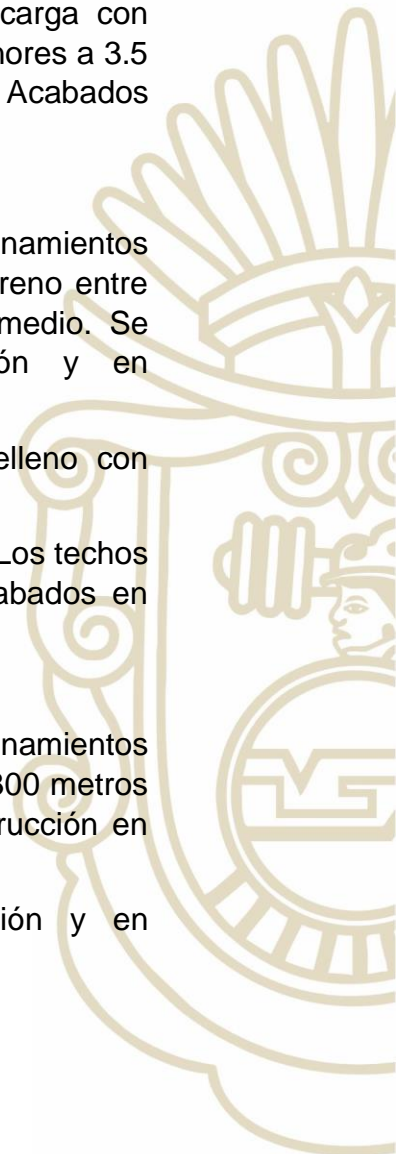 carga con
nores a 3.5
Acabados
namientos
reno entre
medio. Se
ón y en
elleno con
Los techos
abados en
namientos
300 metros
rucción en
ión y en